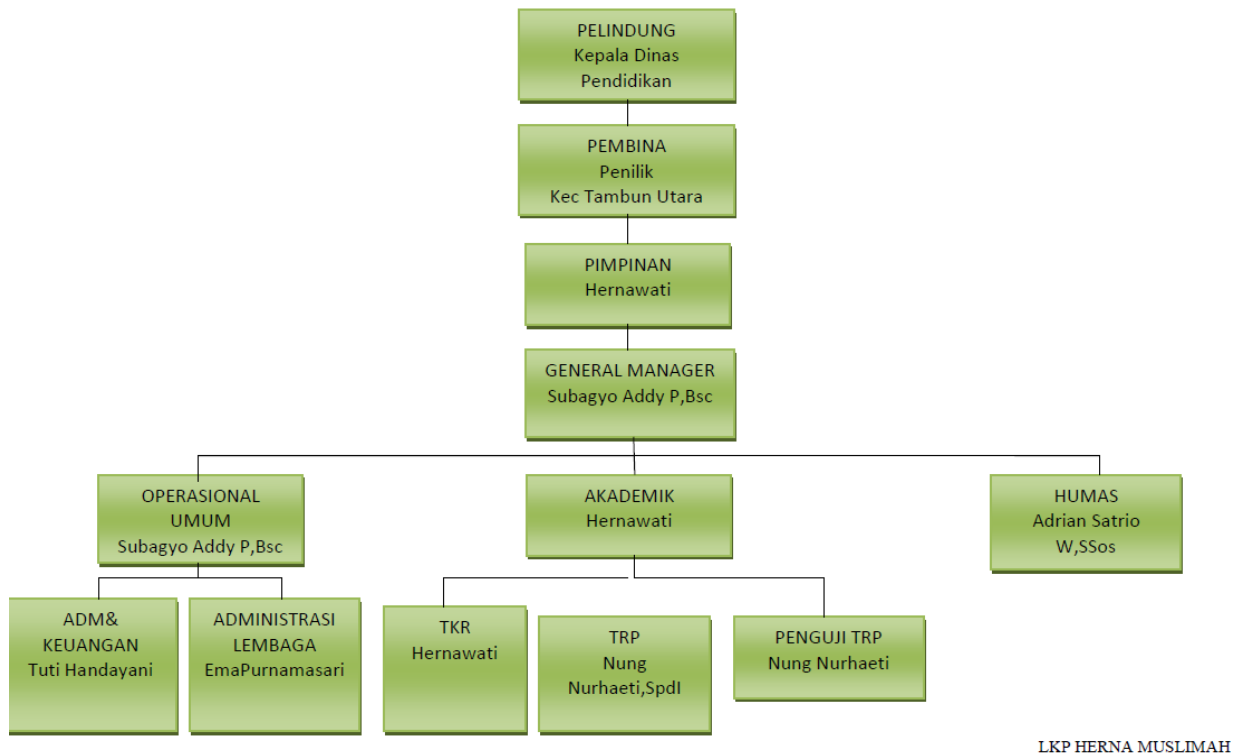 PELINDUNG
Kepala Dinas
Pendidikan
PEMBINA
Penilik
Kec Tambun Utara
PIMPINAN
Hernawati
GENERAL MANAGER
Subagyo Addy P,Bsc
OPERASIONAL
UMUM
Subagyo Addy P,Bsc
AKADEMIK
Hernawati
HUMAS
Adrian Satrio
W,SSos
ADM&
KEUANGAN
Tuti Handayani
ADMINISTRASI
LEMBAGA
EmaPurnamasari
TKR
Hernawati
TRP
Nung
Nurhaeti,SpdI
PENGUJI TRP
Nung Nurhaeti
LKP HERNA MUSLIMAH